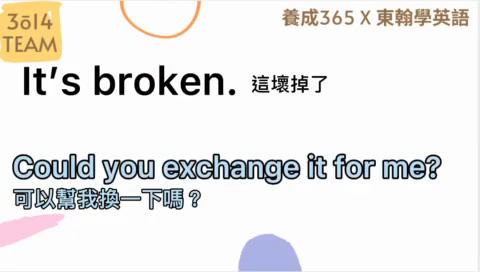 3ō14
TEAM
養成365 X 東翰學英語
It's broken. 這壞掉了
Could you exchange it for me?
可以幫我換一下嗎？